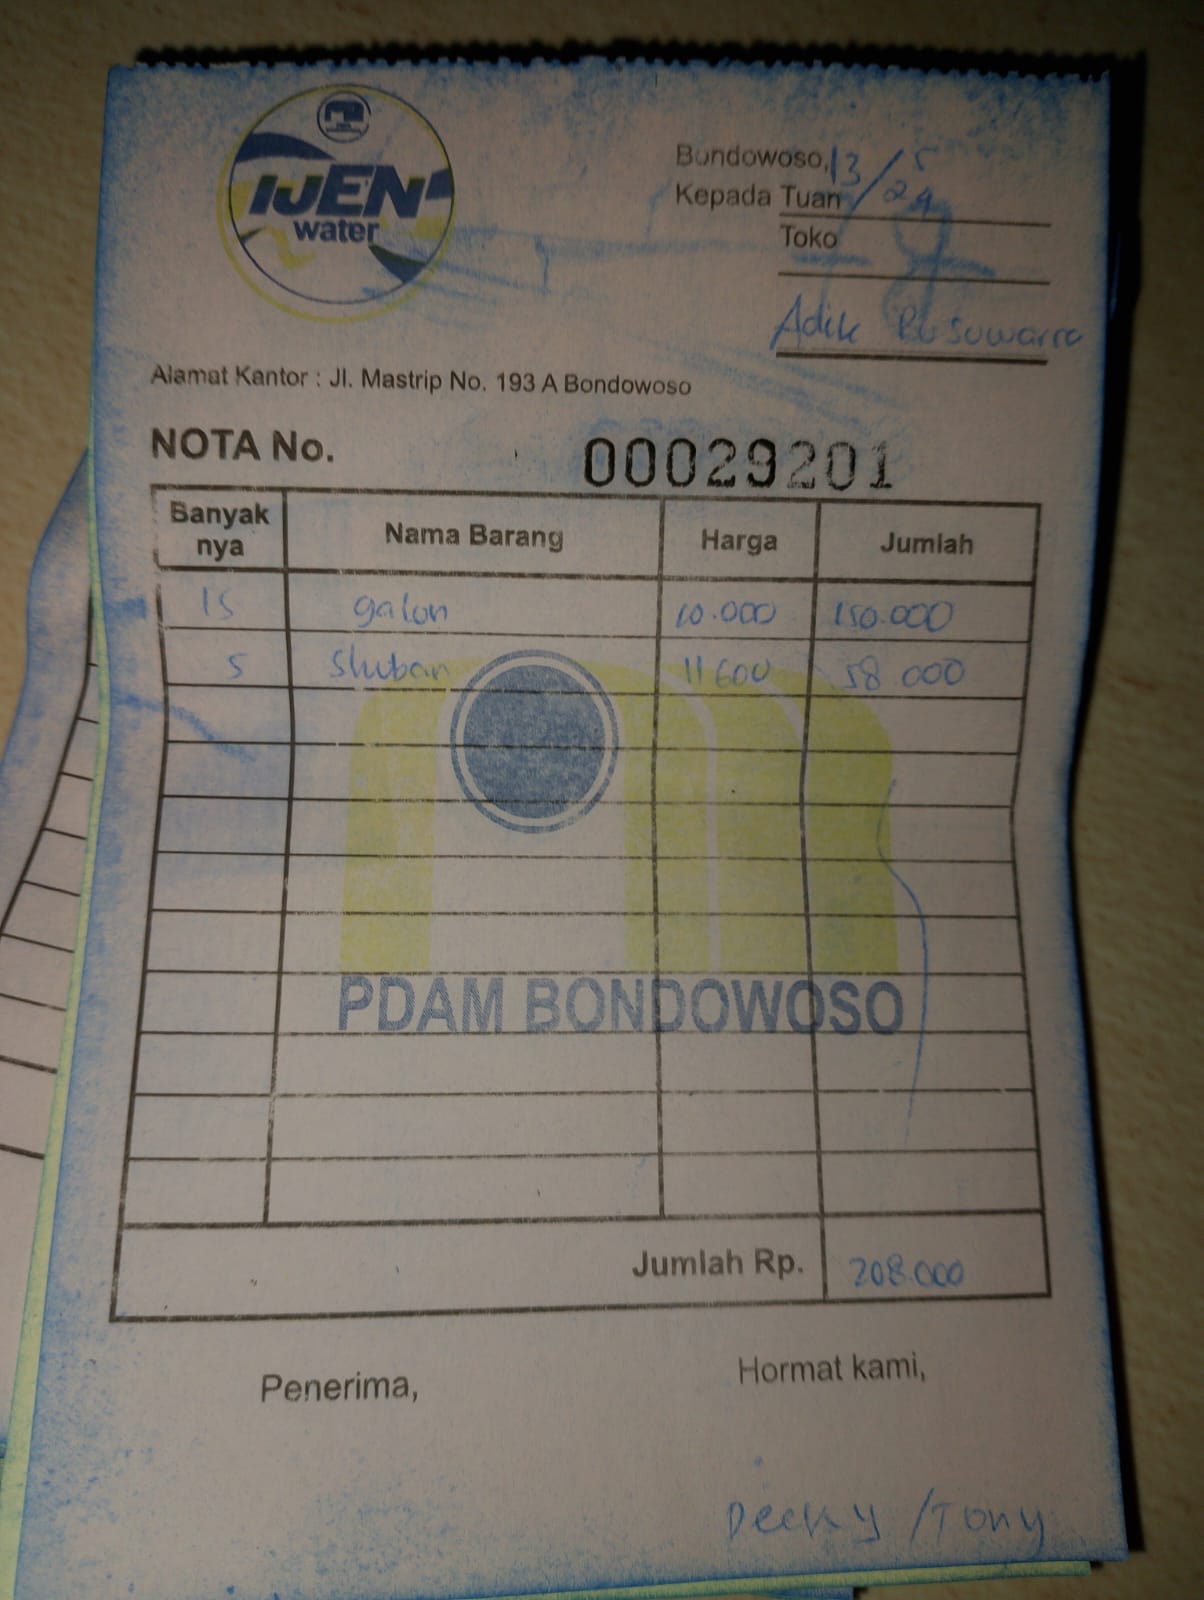 IJEN
water
Bondowoso, 13/5
24
Kepada Tuan
Toko
Adik Bu Suwarno
Alamat Kantor : Jl. Mastrip No. 193 A Bondowoso
NOTA No. 00029201
Banyak nya Nama Barang Harga Jumlah
15 galon 10.000 150.000
5 11600 58.000
PDAM BONDOWOSO
Jumlah Rp. 208.000
Penerima, Hormat kami,
Decky / Tony